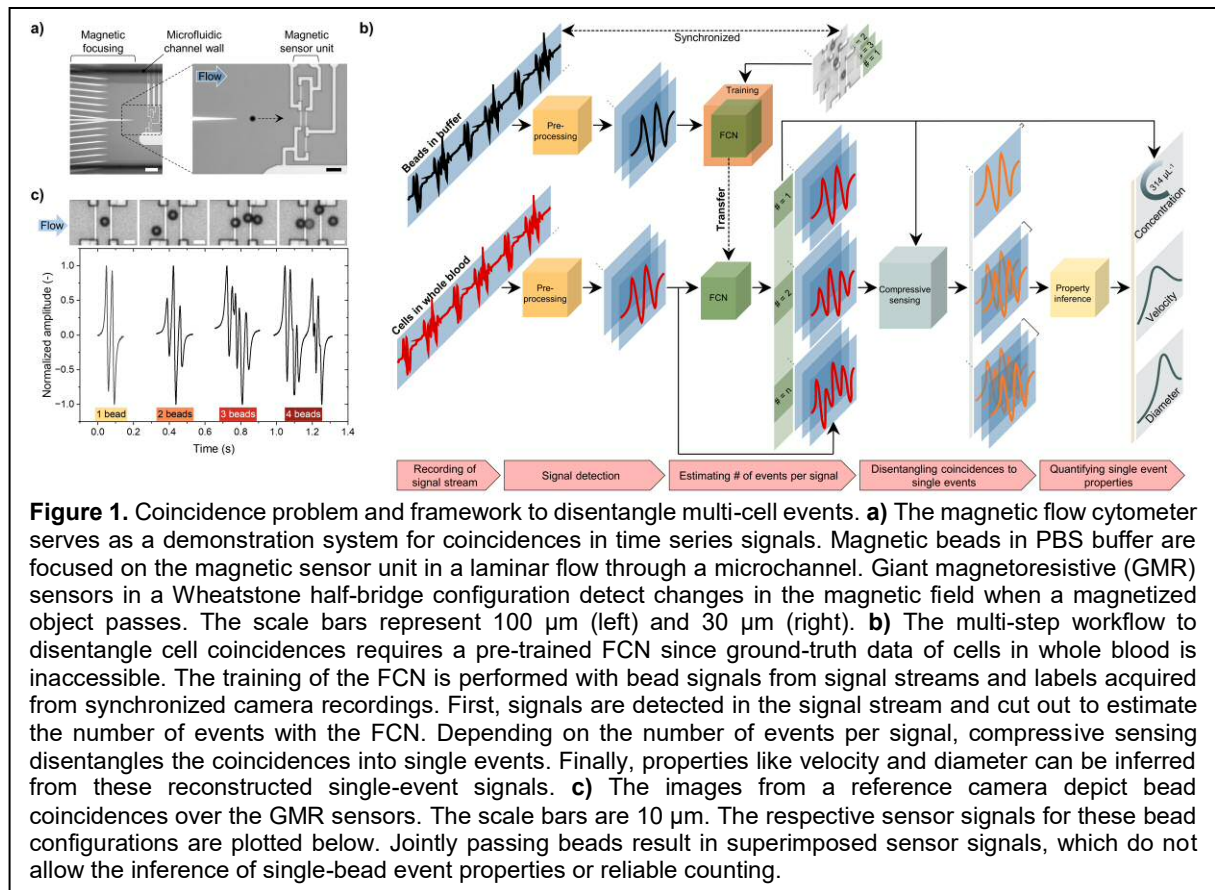 a)
Magnetic
focusing
Microfluidic
channel wall
Magnetic
sensor unit
Flow
b)
Synchronized
Beads in buffer
Pre-
processing
Training
FCN
# = 1
Transfer
Cells in whole blood
Pre-
processing
FCN
# = 1
# = 2
# = n
Compressive
sensing
Property
inference
314 µL⁻¹
Concentration
Velocity
Diameter
c)
Flow
Normalized amplitude (-)
1.0
0.5
0.0
−0.5
−1.0
1 bead
2 beads
3 beads
4 beads
0.0 0.2 0.4 0.6 0.8 1.0 1.2 1.4
Time (s)
Recording of
signal stream
Signal detection
Estimating # of events per signal
Disentangling coincidences to
single events
Quantifying single event
properties
Figure 1. Coincidence problem and framework to disentangle multi-cell events. a) The magnetic flow cytometer
serves as a demonstration system for coincidences in time series signals. Magnetic beads in PBS buffer are
focused on the magnetic sensor unit in a laminar flow through a microchannel. Giant magnetoresistive (GMR)
sensors in a Wheatstone half-bridge configuration detect changes in the magnetic field when a magnetized
object passes. The scale bars represent 100 µm (left) and 30 µm (right). b) The multi-step workflow to
disentangle cell coincidences requires a pre-trained FCN since ground-truth data of cells in whole blood is
inaccessible. The training of the FCN is performed with bead signals from signal streams and labels acquired
from synchronized camera recordings. First, signals are detected in the signal stream and cut out to estimate
the number of events with the FCN. Depending on the number of events per signal, compressive sensing
disentangles the coincidences into single events. Finally, properties like velocity and diameter can be inferred
from these reconstructed single-event signals. c) The images from a reference camera depict bead
coincidences over the GMR sensors. The scale bars are 10 µm. The respective sensor signals for these bead
configurations are plotted below. Jointly passing beads result in superimposed sensor signals, which do not
allow the inference of single-bead event properties or reliable counting.